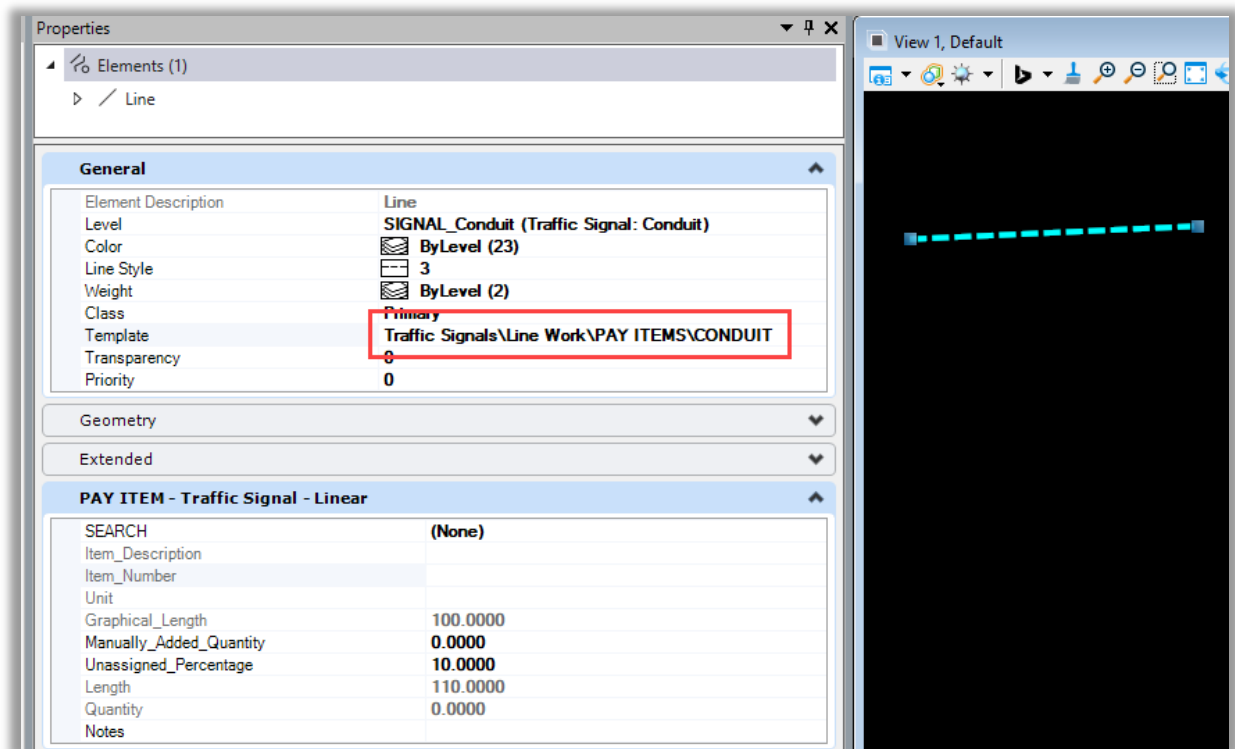 Properties
View 1, Default
Elements (1)
Line
General
Element Description Line
Level SIGNAL_Conduit (Traffic Signal: Conduit)
Color ByLevel (23)
Line Style 3
Weight ByLevel (2)
Class Primary
Template Traffic Signals\Line Work\PAY ITEMS\CONDUIT
Transparency 0
Priority 0
Geometry
Extended
PAY ITEM - Traffic Signal - Linear
SEARCH (None)
Item_Description
Item_Number
Unit
Graphical_Length 100.0000
Manually_Added_Quantity 0.0000
Unassigned_Percentage 10.0000
Length 110.0000
Quantity 0.0000
Notes